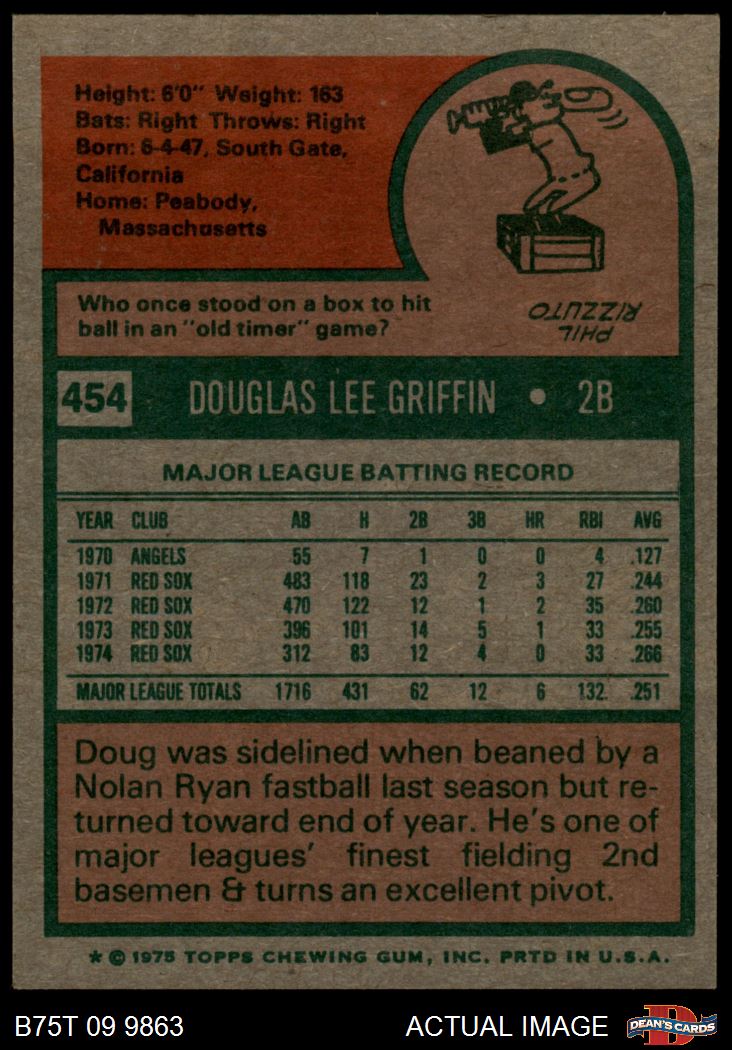 Height: 6'0" Weight: 163
Bats: Right Throws: Right
Born: 6-4-47, South Gate,
California
Home: Peabody,
Massachusetts
Who once stood on a box to hit
ball in an "old timer" game?
PHIL
RIZZUTO
454 DOUGLAS LEE GRIFFIN • 2B
MAJOR LEAGUE BATTING RECORD
YEAR CLUB AB H 2B 3B HR RBI AVG
1970 ANGELS 55 7 1 0 0 4 .127
1971 RED SOX 483 118 23 2 3 27 .244
1972 RED SOX 470 122 12 1 2 35 .260
1973 RED SOX 396 101 14 5 1 33 .255
1974 RED SOX 312 83 12 4 0 33 .266
MAJOR LEAGUE TOTALS 1716 431 62 12 6 132 .251
Doug was sidelined when beaned by a
Nolan Ryan fastball last season but re-
turned toward end of year. He's one of
major leagues' finest fielding 2nd
basemen & turns an excellent pivot.
* © 1975 TOPPS CHEWING GUM, INC. PRTD IN U.S.A.
B75T 09 9863 ACTUAL IMAGE DEAN'S CARDS